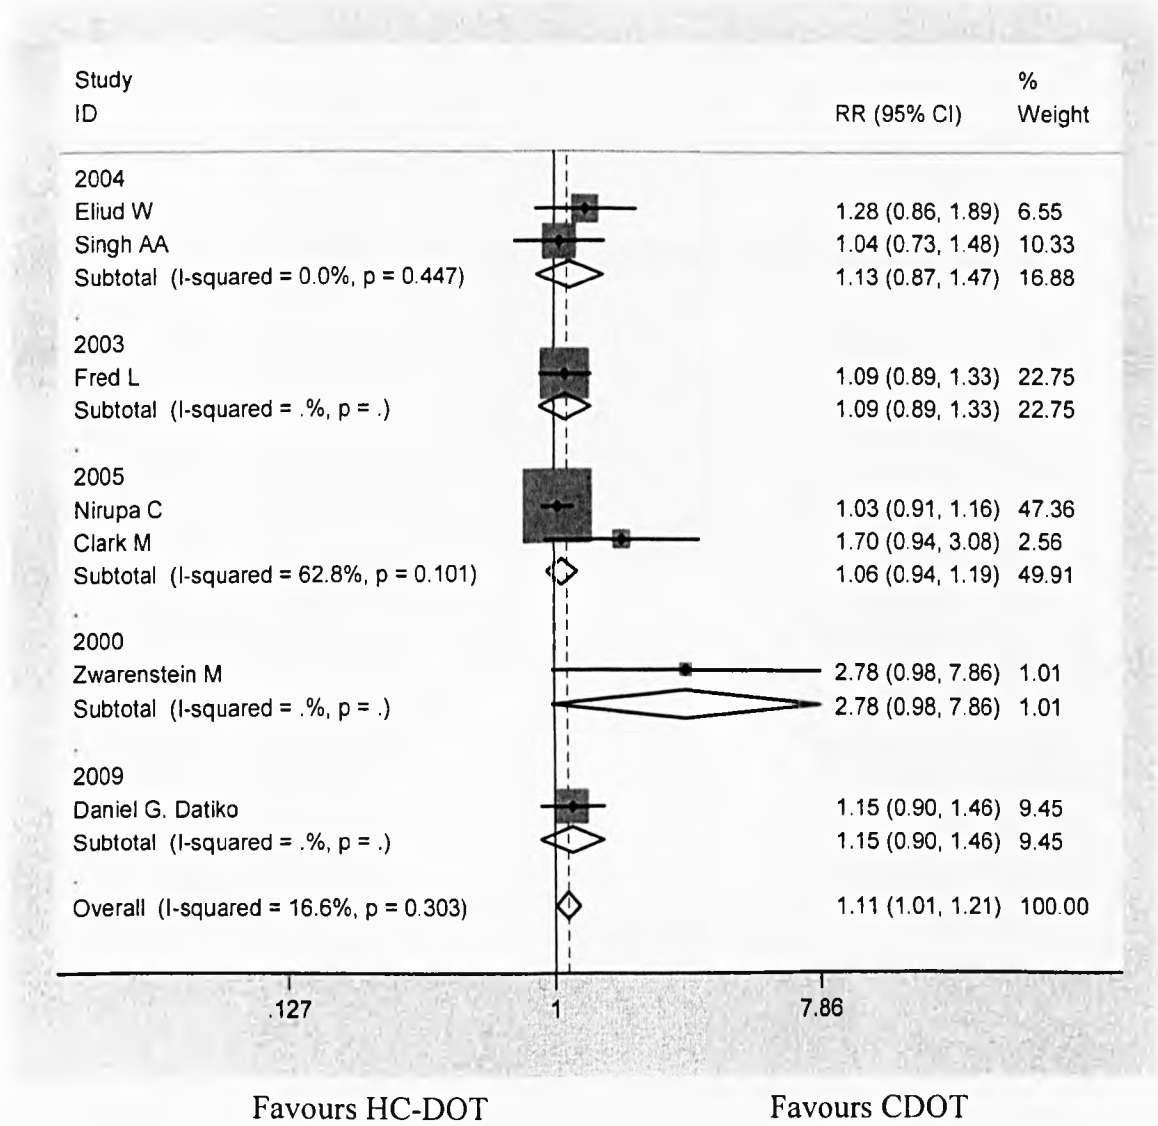 Study %
ID RR (95% CI) Weight
2004
Eliud W 1.28 (0.86, 1.89) 6.55
Singh AA 1.04 (0.73, 1.48) 10.33
Subtotal (I-squared = 0.0%, p = 0.447) 1.13 (0.87, 1.47) 16.88
.
2003
Fred L 1.09 (0.89, 1.33) 22.75
Subtotal (I-squared = .%, p = .) 1.09 (0.89, 1.33) 22.75
.
2005
Nirupa C 1.03 (0.91, 1.16) 47.36
Clark M 1.70 (0.94, 3.08) 2.56
Subtotal (I-squared = 62.8%, p = 0.101) 1.06 (0.94, 1.19) 49.91
.
2000
Zwarenstein M 2.78 (0.98, 7.86) 1.01
Subtotal (I-squared = .%, p = .) 2.78 (0.98, 7.86) 1.01
.
2009
Daniel G. Datiko 1.15 (0.90, 1.46) 9.45
Subtotal (I-squared = .%, p = .) 1.15 (0.90, 1.46) 9.45
.
Overall (I-squared = 16.6%, p = 0.303) 1.11 (1.01, 1.21) 100.00
.127 1 7.86
Favours HC-DOT Favours CDOT